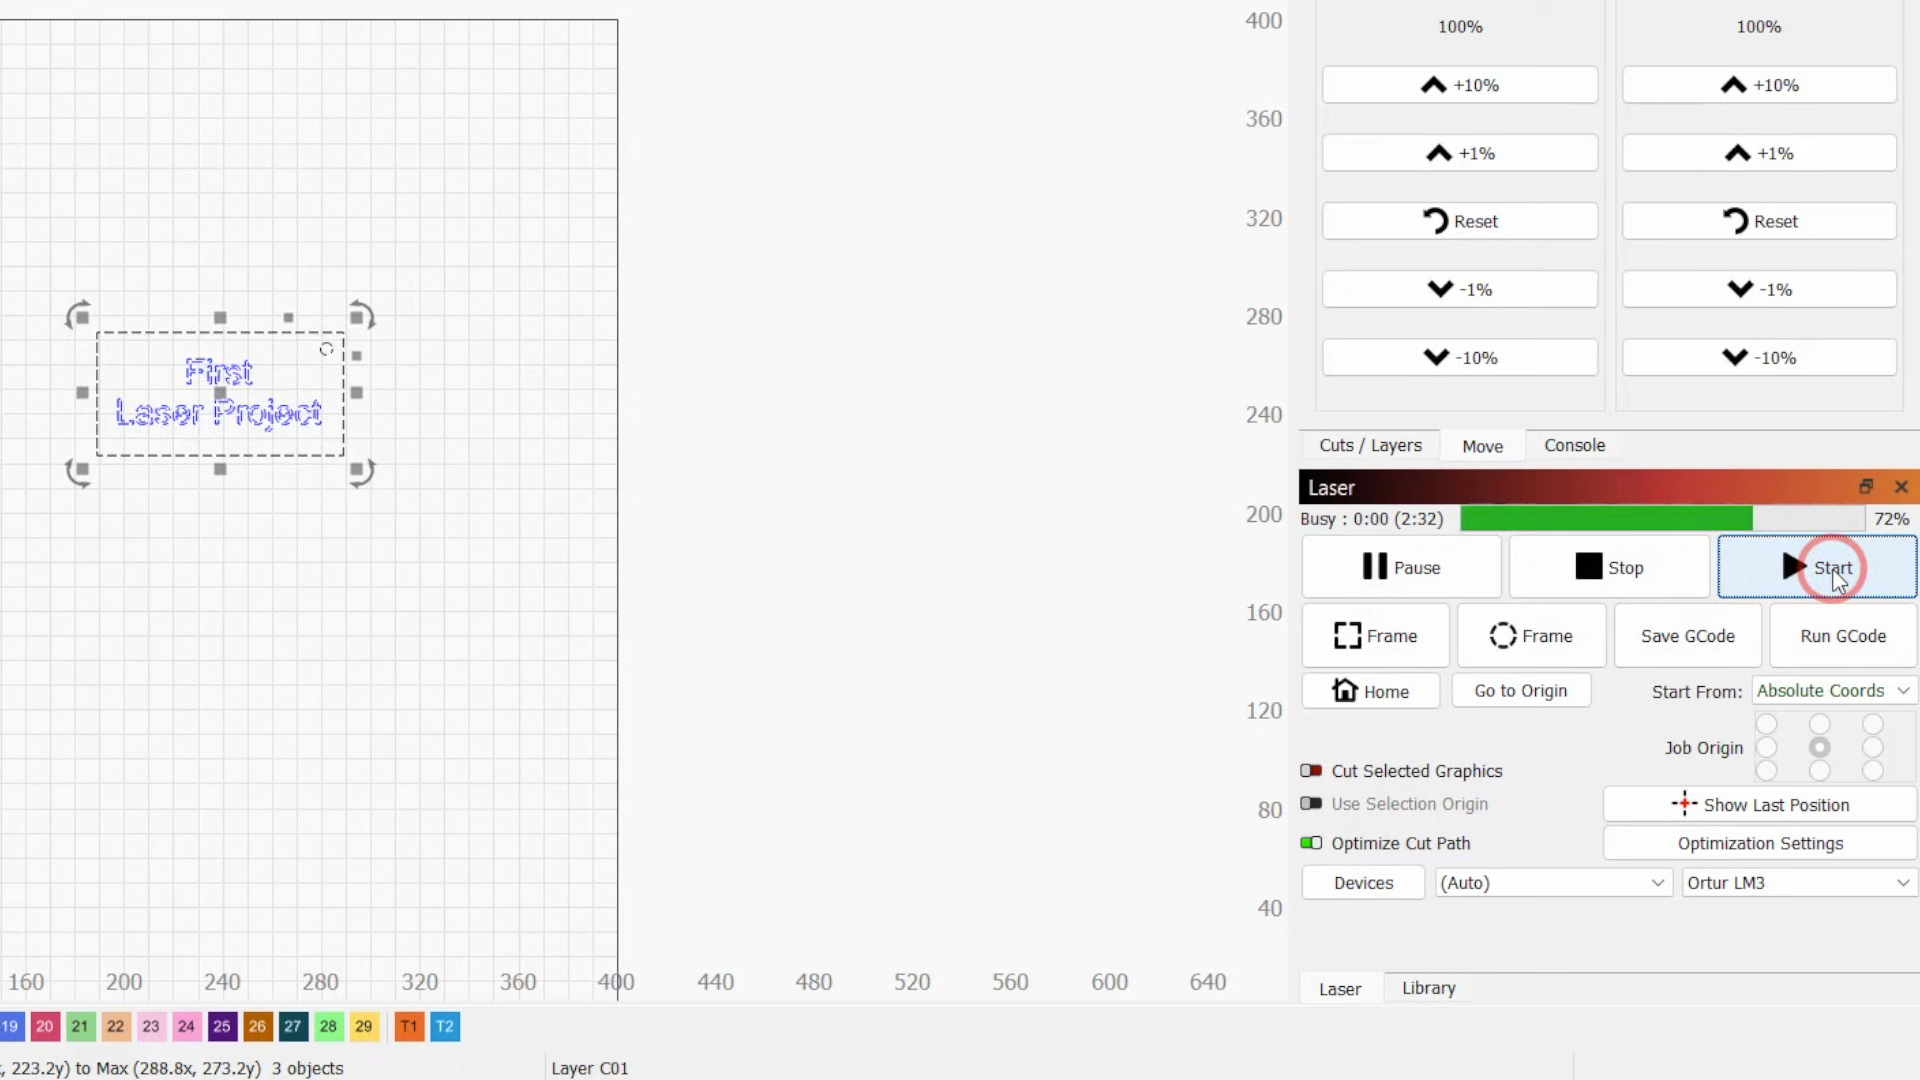 400
100%
100%
+10%
+10%
360
+1%
+1%
320
Reset
Reset
-1%
-1%
280
-10%
-10%
First
Laser Project
240
Cuts / Layers
Move
Console
Laser
200
Busy : 0:00 (2:32)
72%
Pause
Stop
Start
160
Frame
Frame
Save GCode
Run GCode
Home
Go to Origin
Start From:
Absolute Coords
120
Job Origin
Cut Selected Graphics
80
Use Selection Origin
Show Last Position
Optimize Cut Path
Optimization Settings
Devices
(Auto)
Ortur LM3
40
160 200 240 280 320 360 400 440 480 520 560 600 640
Laser
Library
19 20 21 22 23 24 25 26 27 28 29 T1 T2
, 223.2y) to Max (288.8x, 273.2y) 3 objects
Layer C01